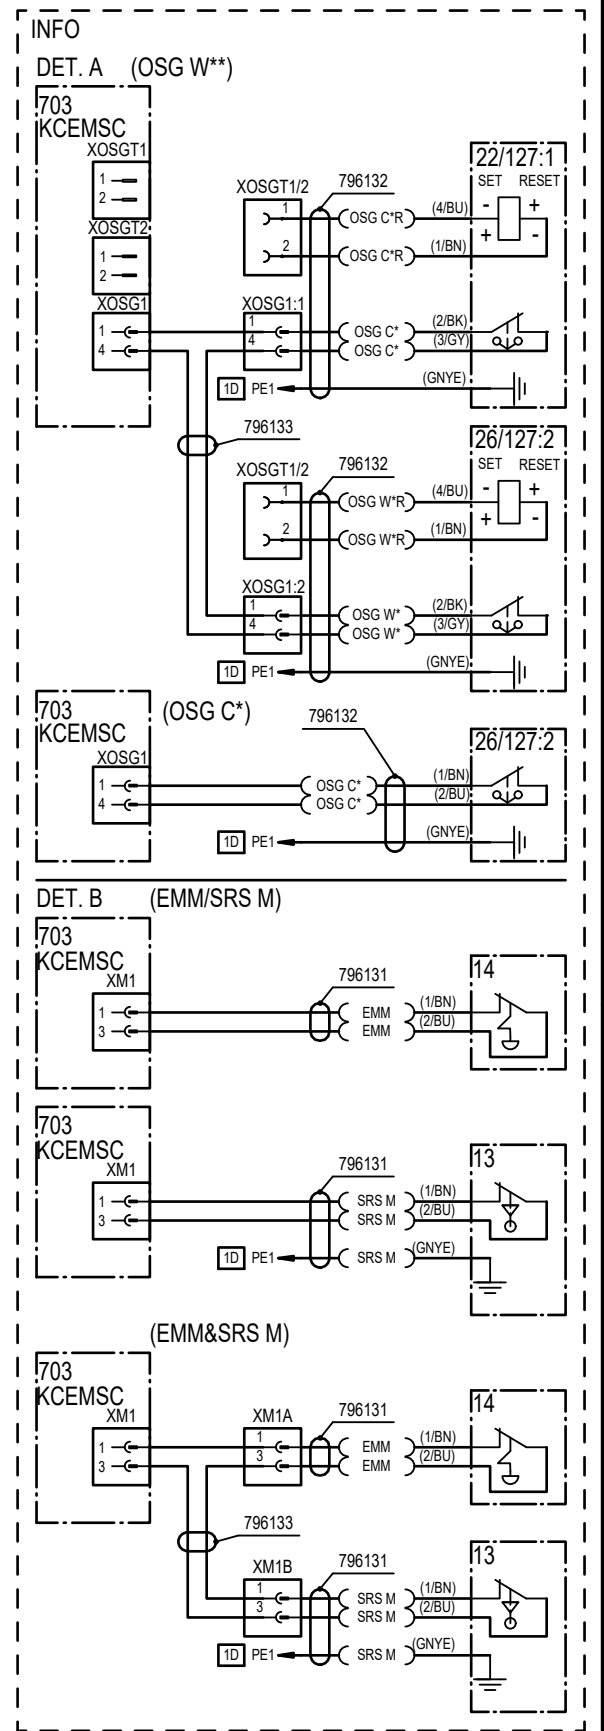 INFO
DET. A (OSG W**)
703
KCEMSC
XOSGT1
1
2
XOSGT2
1
2
XOSG1
1
4
XOSGT1/2
1
2
796132
OSG C*R
OSG C*R
(4/BU)
(1/BN)
22/127:1
SET RESET
- +
+ -
XOSG1:1
1
4
OSG C*
OSG C*
(2/BK)
(3/GY)
1D PE1
(GNYE)
796133
XOSGT1/2
1
2
796132
OSG W*R
OSG W*R
(4/BU)
(1/BN)
26/127:2
SET RESET
- +
+ -
XOSG1:2
1
4
OSG W*
OSG W*
(2/BK)
(3/GY)
1D PE1
(GNYE)
703
KCEMSC
(OSG C*)
XOSG1
1
4
796132
OSG C*
OSG C*
(1/BN)
(2/BU)
26/127:2
1D PE1
(GNYE)
DET. B (EMM/SRS M)
703
KCEMSC
XM1
1
3
796131
EMM
EMM
(1/BN)
(2/BU)
14
703
KCEMSC
XM1
1
3
796131
SRS M
SRS M
(1/BN)
(2/BU)
13
1D PE1
SRS M
(GNYE)
(EMM&SRS M)
703
KCEMSC
XM1
1
3
XM1A
1
3
796131
EMM
EMM
(1/BN)
(2/BU)
14
796133
XM1B
1
3
796131
SRS M
SRS M
(1/BN)
(2/BU)
13
1D PE1
SRS M
(GNYE)